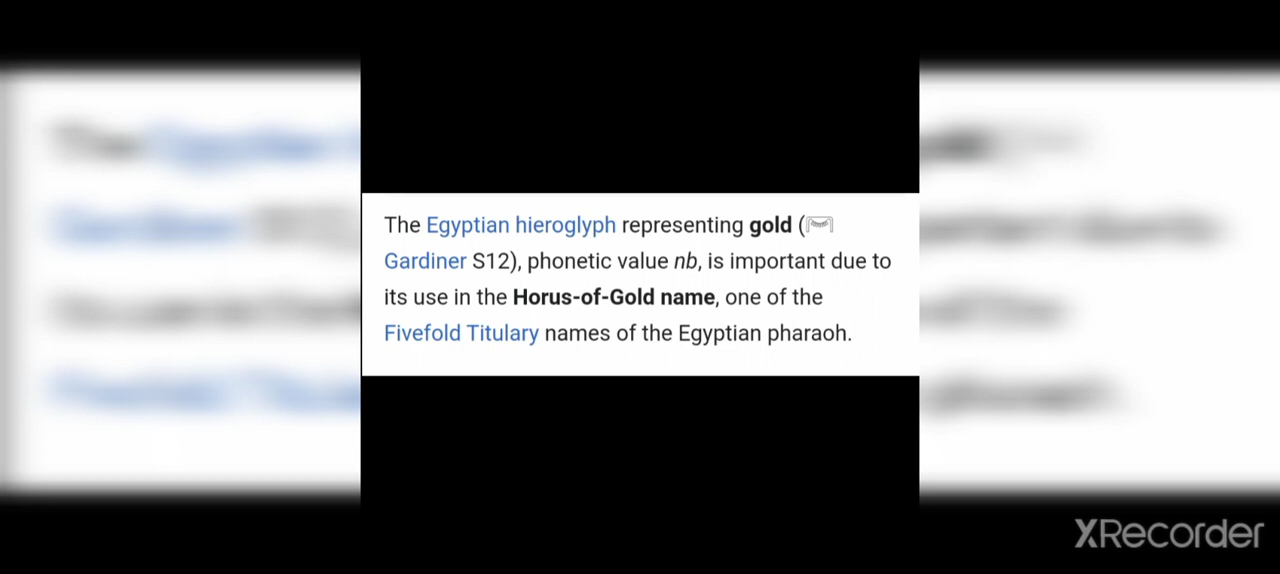 The Egyptian hieroglyph representing gold (𓋞
Gardiner S12), phonetic value nb, is important due to
its use in the Horus-of-Gold name, one of the
Fivefold Titulary names of the Egyptian pharaoh.
XRecorder